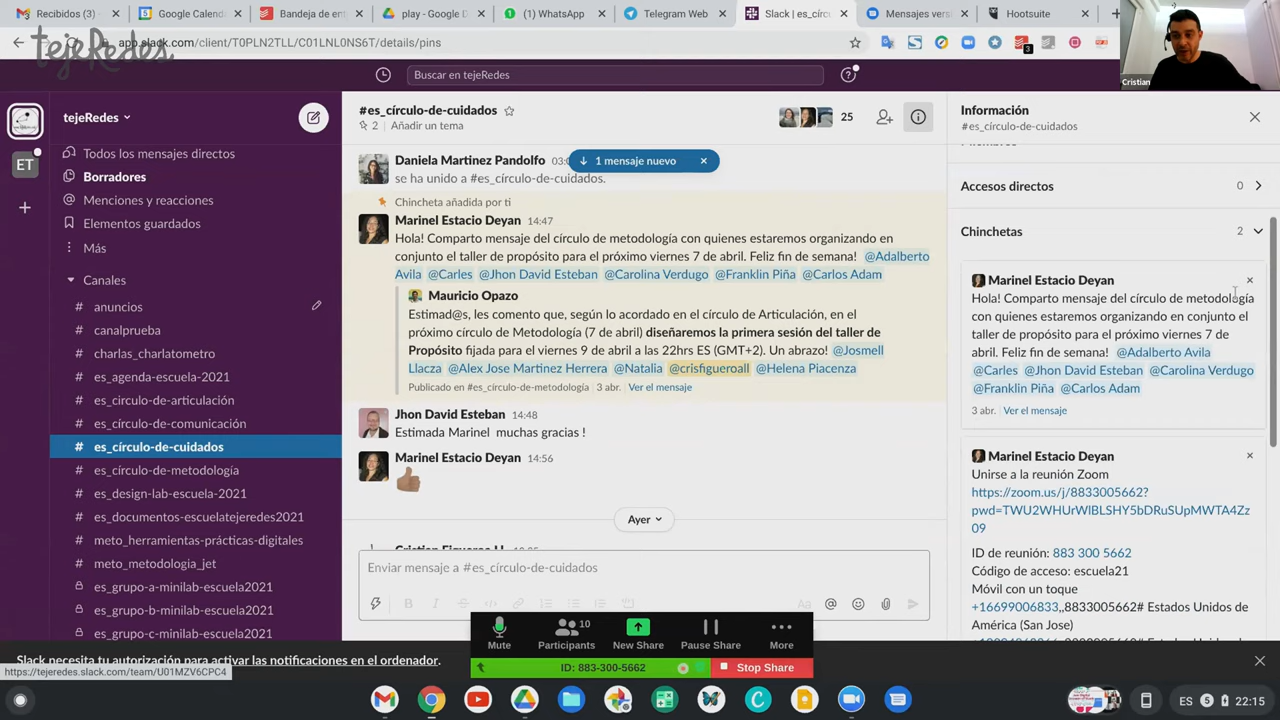 Recibidos (3)
Google Calenda
Bandeja de ent
play - Google D
(1) WhatsApp
Telegram Web
Slack | es_círc
Mensajes versi
Hootsuite
tejeRedes
app.slack.com/client/T0PLN2TLL/C01LNL0NS6T/details/pins
3
Cristian
Buscar en tejeRedes
tejeRedes
ET
Todos los mensajes directos
Borradores
Menciones y reacciones
Elementos guardados
Más
Canales
# anuncios
# canalprueba
# charlas_charlatometro
# es_agenda-escuela-2021
# es_circulo-de-articulación
# es_círculo-de-comunicación
# es_círculo-de-cuidados
# es_círculo-de-metodología
# es_design-lab-escuela-2021
# es_documentos-escuelatejeredes2021
# meto_herramientas-prácticas-digitales
# meto_metodologia_jet
es_grupo-a-minilab-escuela2021
es_grupo-b-minilab-escuela2021
es_grupo-c-minilab-escuela2021
#es_círculo-de-cuidados
2 | Añadir un tema
25
1 mensaje nuevo
Daniela Martinez Pandolfo
se ha unido a #es_círculo-de-cuidados.
Chincheta añadida por ti
Marinel Estacio Deyan 14:47
Hola! Comparto mensaje del círculo de metodología con quienes estaremos organizando en
conjunto el taller de propósito para el próximo viernes 7 de abril. Feliz fin de semana! @Adalberto
Avila @Carles @Jhon David Esteban @Carolina Verdugo @Franklin Piña @Carlos Adam
Mauricio Opazo
Estimad@s, les comento que, según lo acordado en el círculo de Articulación, en el
próximo círculo de Metodología (7 de abril) diseñaremos la primera sesión del taller de
Propósito fijada para el viernes 9 de abril a las 22hrs ES (GMT+2). Un abrazo! @Josmell
Llacza @Alex Jose Martinez Herrera @Natalia @crisfigueroall @Helena Piacenza
Publicado en #es_círculo-de-metodología | 3 abr. | Ver el mensaje
Jhon David Esteban 14:48
Estimada Marinel muchas gracias !
Marinel Estacio Deyan 14:56
Ayer
Enviar mensaje a #es_círculo-de-cuidados
Información
#es_círculo-de-cuidados
Accesos directos 0
Chinchetas 2
Marinel Estacio Deyan
Hola! Comparto mensaje del círculo de metodología
con quienes estaremos organizando en conjunto el
taller de propósito para el próximo viernes 7 de
abril. Feliz fin de semana! @Adalberto Avila
@Carles @Jhon David Esteban @Carolina Verdugo
@Franklin Piña @Carlos Adam
3 abr. Ver el mensaje
Marinel Estacio Deyan
Unirse a la reunión Zoom
https://zoom.us/j/8833005662?
pwd=TWU2WHUrWlBLSHY5bDRuSUpMWTA4Zz
09
ID de reunión: 883 300 5662
Código de acceso: escuela21
Móvil con un toque
+16699006833,,8833005662# Estados Unidos de
América (San Jose)
Mute
Participants 10
New Share
Pause Share
More
ID: 883-300-5662
Stop Share
Slack necesita tu autorización para activar las notificaciones en el ordenador.
https://tejeredes.slack.com/team/U01MZV6CPC4
ES 5 22:15